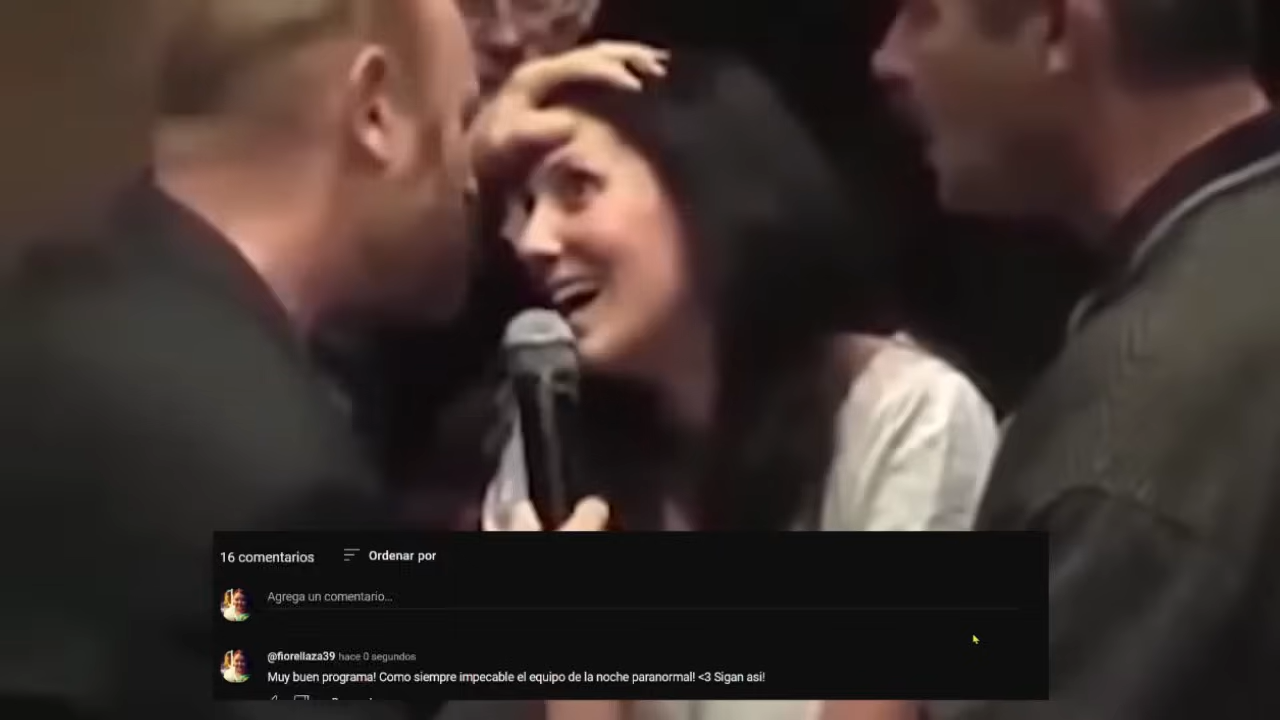 16 comentarios Ordenar por
Agrega un comentario...
@fiorellaza39 hace 0 segundos
Muy buen programa! Como siempre impecable el equipo de la noche paranormal! <3 Sigan asi!